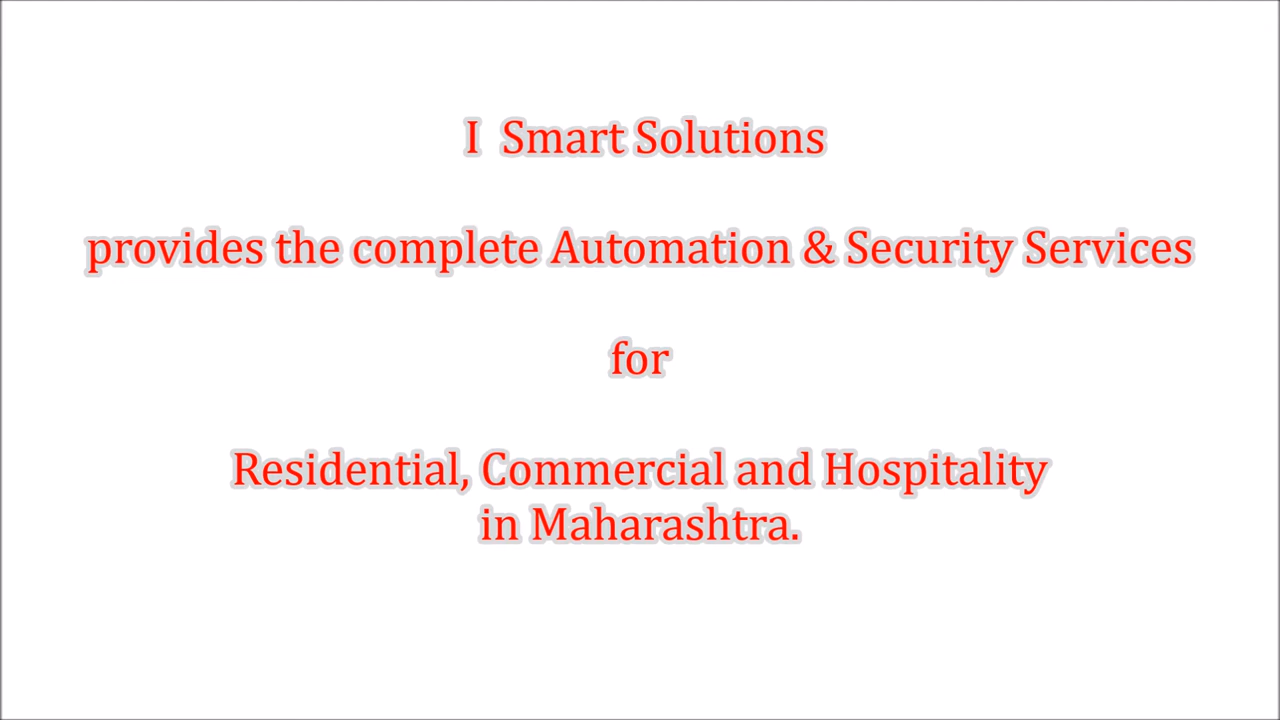 I  Smart Solutions
provides the complete Automation & Security Services
for
Residential, Commercial and Hospitality
in Maharashtra.